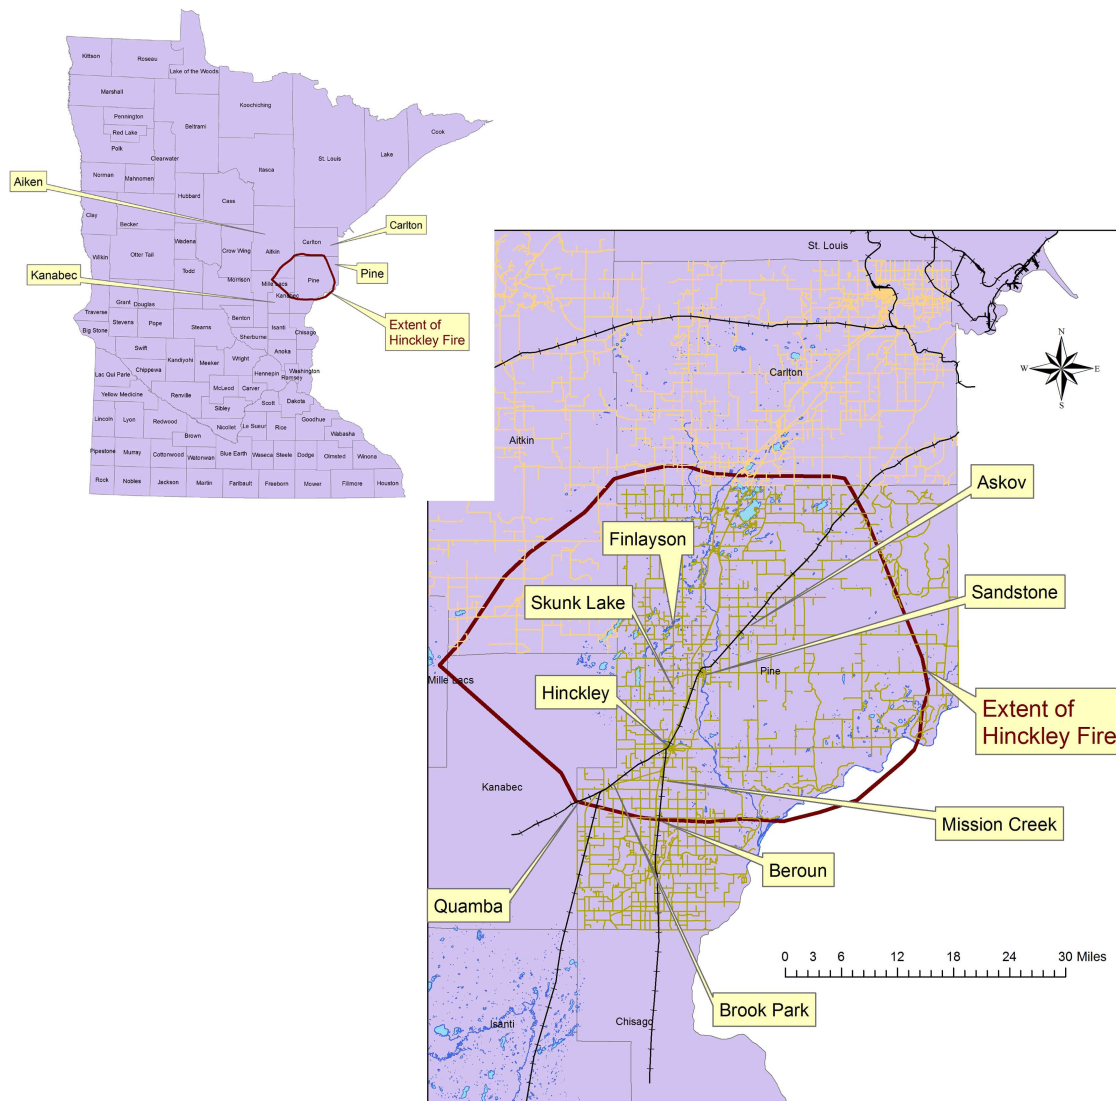 Kittson
Roseau
Lake of the Woods
Marshall
Koochiching
Pennington
Red Lake
Beltrami
Polk
Cook
Clearwater
St. Louis
Lake
Itasca
Norman
Mahnomen
Aiken
Hubbard
Cass
Clay
Becker
Carlton
Wadena
Crow Wing
Aitkin
Carlton
Wilkin
Otter Tail
Todd
Kanabec
Morrison
Mille Lacs
Pine
Pine
Kanabec
Grant
Douglas
Traverse
Benton
Extent of
Hinckley Fire
Big Stone
Stevens
Pope
Stearns
Isanti
Chisago
Sherburne
Swift
Kandiyohi
Meeker
Wright
Anoka
Lac Qui Parle
Chippewa
Hennepin
Washington
Ramsey
Yellow Medicine
Renville
McLeod
Carver
Scott
Dakota
Sibley
Lincoln
Lyon
Redwood
Nicollet
Le Sueur
Rice
Goodhue
Wabasha
Brown
Pipestone
Murray
Cottonwood
Watonwan
Blue Earth
Waseca
Steele
Dodge
Olmsted
Winona
Rock
Nobles
Jackson
Martin
Faribault
Freeborn
Mower
Fillmore
Houston
St. Louis
N
W
E
S
Carlton
Aitkin
Askov
Finlayson
Sandstone
Skunk Lake
Pine
Mille Lacs
Hinckley
Extent of
Hinckley Fire
Kanabec
Mission Creek
Beroun
Quamba
0 3 6 12 18 24 30 Miles
Brook Park
Isanti
Chisago